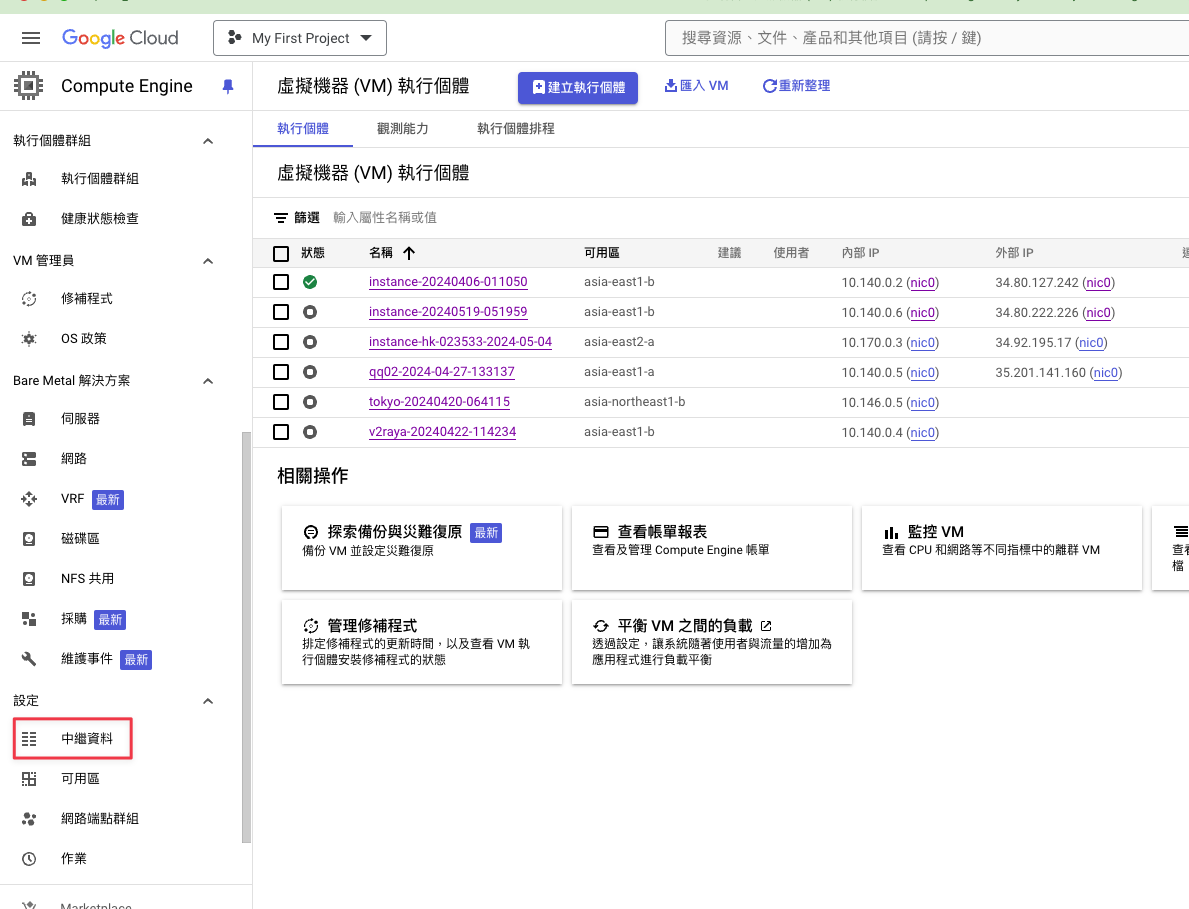 Google Cloud
My First Project
搜尋資源、文件、產品和其他項目 (請按 / 鍵)
Compute Engine
虛擬機器 (VM) 執行個體
建立執行個體
匯入 VM
重新整理
執行個體群組
執行個體群組
健康狀態檢查
VM 管理員
修補程式
OS 政策
Bare Metal 解決方案
伺服器
網路
VRF 最新
磁碟區
NFS 共用
採購 最新
維護事件 最新
設定
中繼資料
可用區
網路端點群組
作業
Marketplace
執行個體 觀測能力 執行個體排程
虛擬機器 (VM) 執行個體
篩選 輸入屬性名稱或值
狀態 名稱 可用區 建議 使用者 內部 IP 外部 IP
instance-20240406-011050 asia-east1-b 10.140.0.2 (nic0) 34.80.127.242 (nic0)
instance-20240519-051959 asia-east1-b 10.140.0.6 (nic0) 34.80.222.226 (nic0)
instance-hk-023533-2024-05-04 asia-east2-a 10.170.0.3 (nic0) 34.92.195.17 (nic0)
qq02-2024-04-27-133137 asia-east1-a 10.140.0.5 (nic0) 35.201.141.160 (nic0)
tokyo-20240420-064115 asia-northeast1-b 10.146.0.5 (nic0)
v2raya-20240422-114234 asia-east1-b 10.140.0.4 (nic0)
相關操作
探索備份與災難復原 最新
備份 VM 並設定災難復原
查看帳單報表
查看及管理 Compute Engine 帳單
監控 VM
查看 CPU 和網路等不同指標中的離群 VM
查看
檔
管理修補程式
排定修補程式的更新時間，以及查看 VM 執
行個體安裝修補程式的狀態
平衡 VM 之間的負載
透過設定，讓系統隨著使用者與流量的增加為
應用程式進行負載平衡